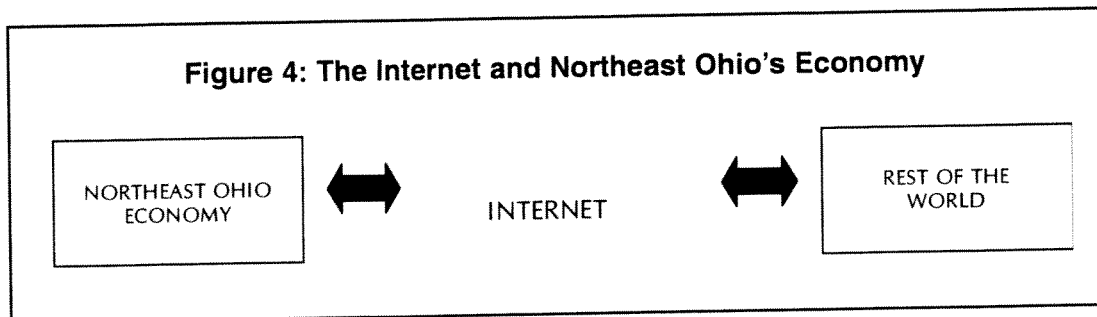 Figure 4: The Internet and Northeast Ohio's Economy
NORTHEAST OHIO
ECONOMY
INTERNET
REST OF THE
WORLD